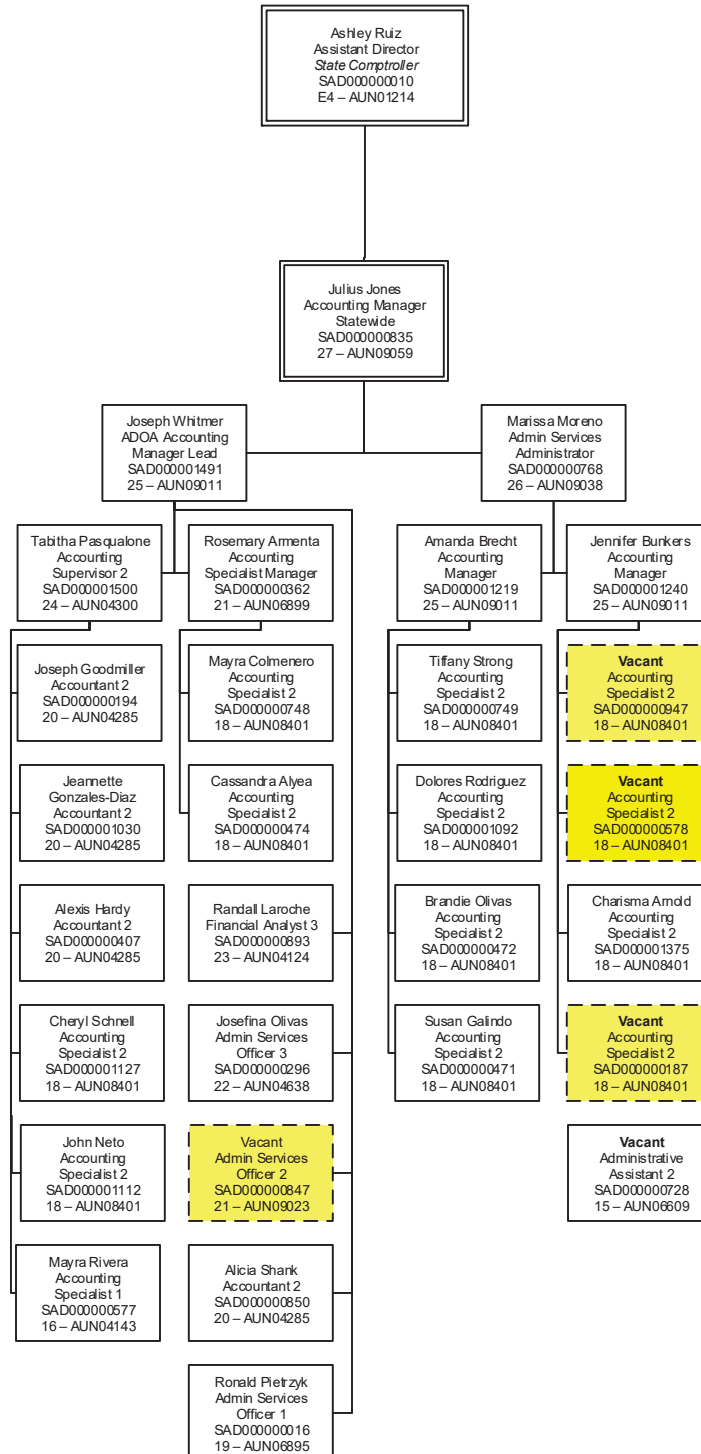 Ashley Ruiz
Assistant Director
State Comptroller
SAD000000010
E4 – AUN01214
Julius Jones
Accounting Manager
Statewide
SAD000000835
27 – AUN09059
Joseph Whitmer
ADOA Accounting
Manager Lead
SAD000001491
25 – AUN09011
Marissa Moreno
Admin Services
Administrator
SAD000000768
26 – AUN09038
Tabitha Pasqualone
Accounting
Supervisor 2
SAD000001500
24 – AUN04300
Rosemary Armenta
Accounting
Specialist Manager
SAD000000362
21 – AUN06899
Amanda Brecht
Accounting
Manager
SAD000001219
25 – AUN09011
Jennifer Bunkers
Accounting
Manager
SAD000001240
25 – AUN09011
Joseph Goodmiller
Accountant 2
SAD000000194
20 – AUN04285
Mayra Colmenero
Accounting
Specialist 2
SAD000000748
18 – AUN08401
Tiffany Strong
Accounting
Specialist 2
SAD000000749
18 – AUN08401
Vacant
Accounting
Specialist 2
SAD000000947
18 – AUN08401
Jeannette
Gonzales-Diaz
Accountant 2
SAD000001030
20 – AUN04285
Cassandra Alyea
Accounting
Specialist 2
SAD000000474
18 – AUN08401
Dolores Rodriguez
Accounting
Specialist 2
SAD000001092
18 – AUN08401
Vacant
Accounting
Specialist 2
SAD000000578
18 – AUN08401
Alexis Hardy
Accountant 2
SAD000000407
20 – AUN04285
Randall Laroche
Financial Analyst 3
SAD000000893
23 – AUN04124
Brandie Olivas
Accounting
Specialist 2
SAD000000472
18 – AUN08401
Charisma Arnold
Accounting
Specialist 2
SAD000001375
18 – AUN08401
Cheryl Schnell
Accounting
Specialist 2
SAD000001127
18 – AUN08401
Josefina Olivas
Admin Services
Officer 3
SAD000000296
22 – AUN04638
Susan Galindo
Accounting
Specialist 2
SAD000000471
18 – AUN08401
Vacant
Accounting
Specialist 2
SAD000000187
18 – AUN08401
John Neto
Accounting
Specialist 2
SAD000001112
18 – AUN08401
Vacant
Admin Services
Officer 2
SAD000000847
21 – AUN09023
Vacant
Administrative
Assistant 2
SAD000000728
15 – AUN06609
Mayra Rivera
Accounting
Specialist 1
SAD000000577
16 – AUN04143
Alicia Shank
Accountant 2
SAD000000850
20 – AUN04285
Ronald Pietrzyk
Admin Services
Officer 1
SAD000000016
19 – AUN06895